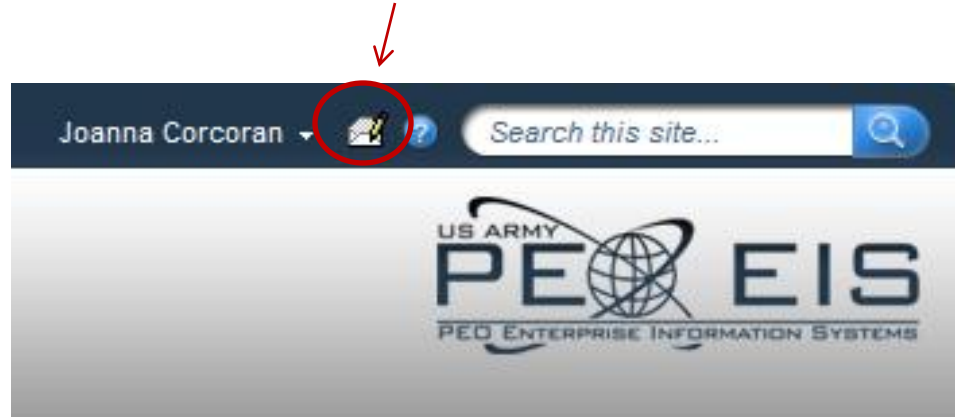 Joanna Corcoran
?
Search this site...
US ARMY
PEO EIS
PEO ENTERPRISE INFORMATION SYSTEMS